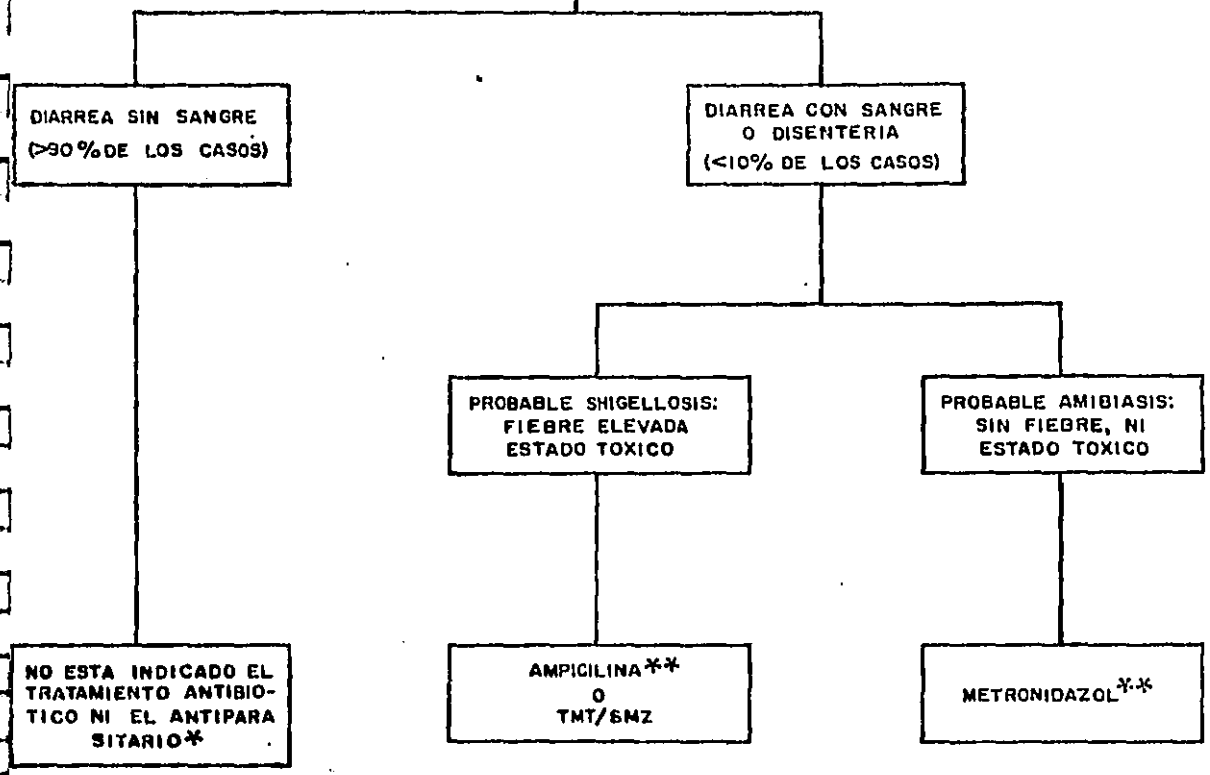 DIARREA SIN SANGRE
(>90% DE LOS CASOS)
DIARREA CON SANGRE
O DISENTERIA
(<10% DE LOS CASOS)
PROBABLE SHIGELLOSIS:
FIEBRE ELEVADA
ESTADO TOXICO
PROBABLE AMIBIASIS:
SIN FIEBRE, NI
ESTADO TOXICO
NO ESTA INDICADO EL
TRATAMIENTO ANTIBIO-
TICO NI EL ANTIPARA
SITARIO*
AMPICILINA**
O
TMT/SMZ
METRONIDAZOL**